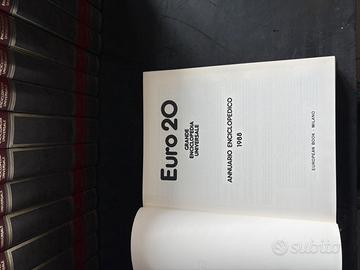 Euro 20
GRANDE
ENCICLOPEDIA
UNIVERSALE
ANNUARIO ENCICLOPEDICO
1988
EUROPEAN BOOK - MILANO
subito